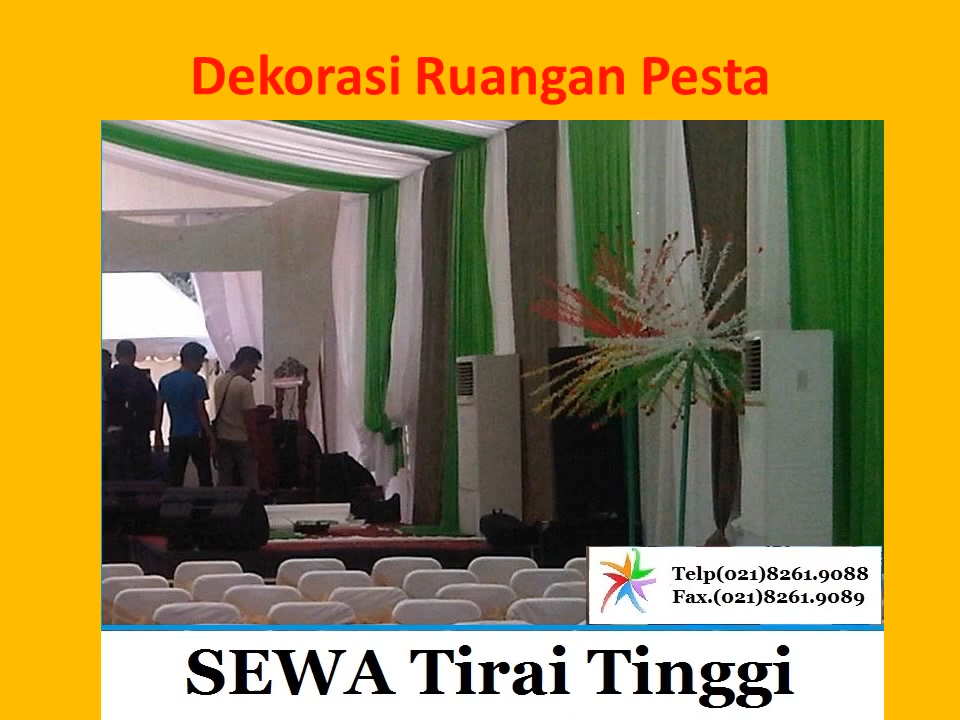 Dekorasi Ruangan Pesta
Telp(021)8261.9088
Fax.(021)8261.9089
SEWA Tirai Tinggi